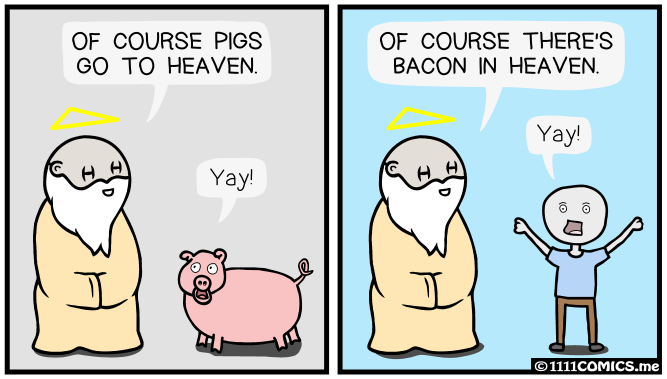 OF COURSE PIGS
GO TO HEAVEN.
Yay!
OF COURSE THERE'S
BACON IN HEAVEN.
Yay!
© 1111COMICS.me